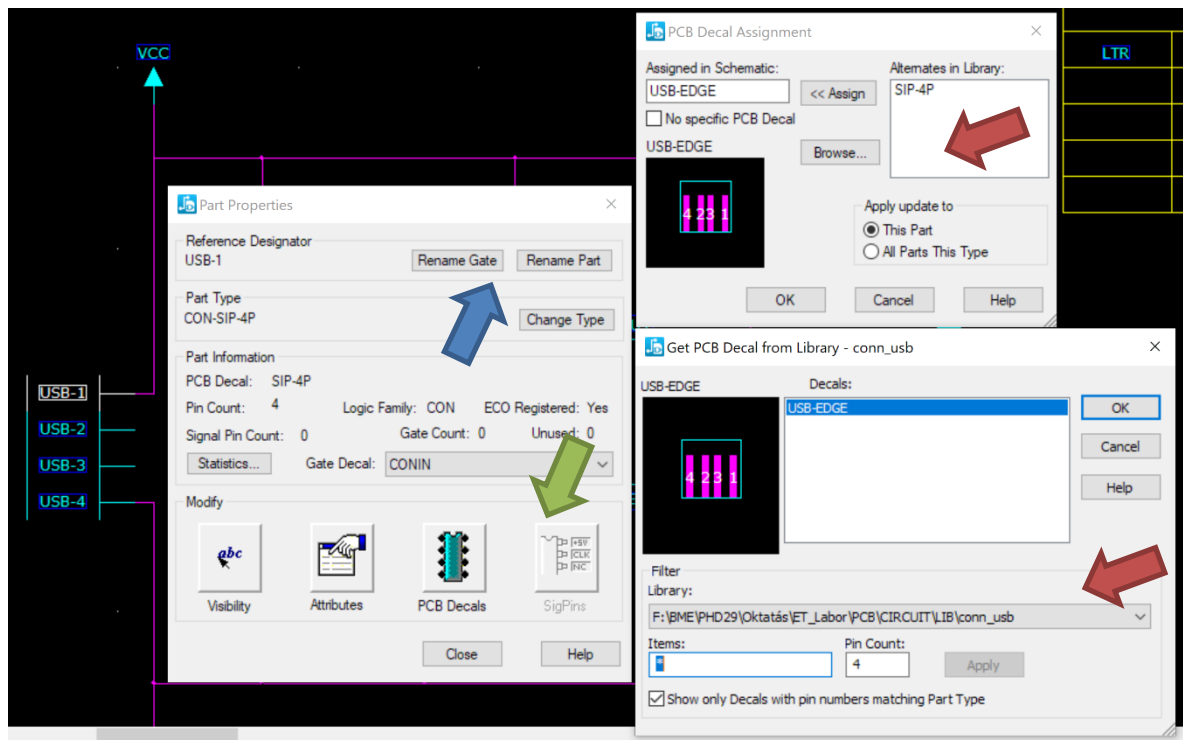 VCC
USB-1
USB-2
USB-3
USB-4
Part Properties
Reference Designator
USB-1
Rename Gate
Rename Part
Part Type
CON-SIP-4P
Change Type
Part Information
PCB Decal: SIP-4P
Pin Count: 4 Logic Family: CON ECO Registered: Yes
Signal Pin Count: 0 Gate Count: 0 Unused: 0
Statistics... Gate Decal: CONIN
Modify
abc
+5V
CLK
NC
Visibility Attributes PCB Decals SigPins
Close Help
PCB Decal Assignment
Assigned in Schematic: Alternates in Library:
USB-EDGE << Assign SIP-4P
No specific PCB Decal
USB-EDGE Browse...
4 2 3 1
Apply update to
This Part
All Parts This Type
OK Cancel Help
LTR
Get PCB Decal from Library - conn_usb
USB-EDGE Decals:
USB-EDGE OK
Cancel
Help
4 2 3 1
Filter
Library:
F:\BME\PHD29\Oktatás\ET_Labor\PCB\CIRCUIT\LIB\conn_usb
Items: Pin Count:
* 4 Apply
Show only Decals with pin numbers matching Part Type